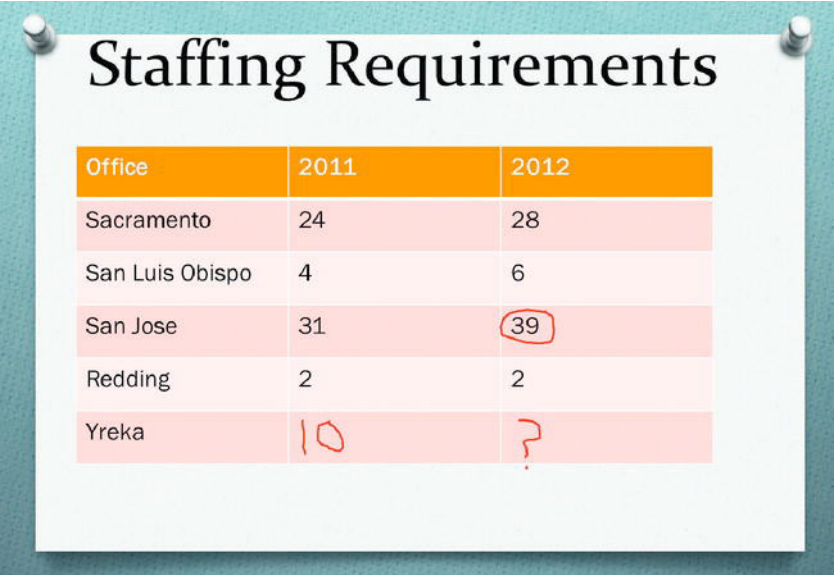 Staffing Requirements
Office 2011 2012
Sacramento 24 28
San Luis Obispo 4 6
San Jose 31 39
Redding 2 2
Yreka 10 ?